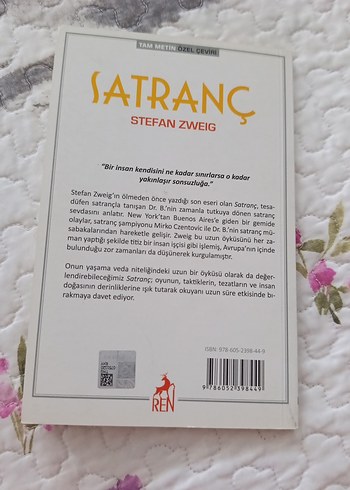 TAM METİN ÖZEL ÇEVİRİ
SATRANÇ
STEFAN ZWEIG
"Bir insan kendisini ne kadar sınırlarsa o kadar
yakınlaşır sonsuzluğa."
Stefan Zweig'ın ölmeden önce yazdığı son eseri olan Satranç, tesa-
düfen satrançla tanışan Dr. B.'nin zamanla tutkuya dönen satranç
sevdasını anlatır. New York'tan Buenos Aires'e giden bir gemide
olaylar, satranç şampiyonu Mirko Czentovic ile Dr. B.'nin satranç mü-
sabakalarından hareketle gelişir. Zweig bu uzun öyküsünü her za-
man yaptığı şekilde titiz bir insan işçisi gibi işlemiş, Avrupa'nın içinde
bulunduğu zor zamanları da düşünerek kurgulamıştır.
Onun yaşama veda niteliğindeki uzun bir öyküsü olarak da değer-
lendirebileceğimiz Satranç; oyunun, taktiklerin, tezatların ve insan
doğasının derinliklerine ışık tutarak okuyanı uzun süre etkisinde bı-
rakmaya davet ediyor.
ISBN: 978-605-2398-44-9
9 786052 398449
REN